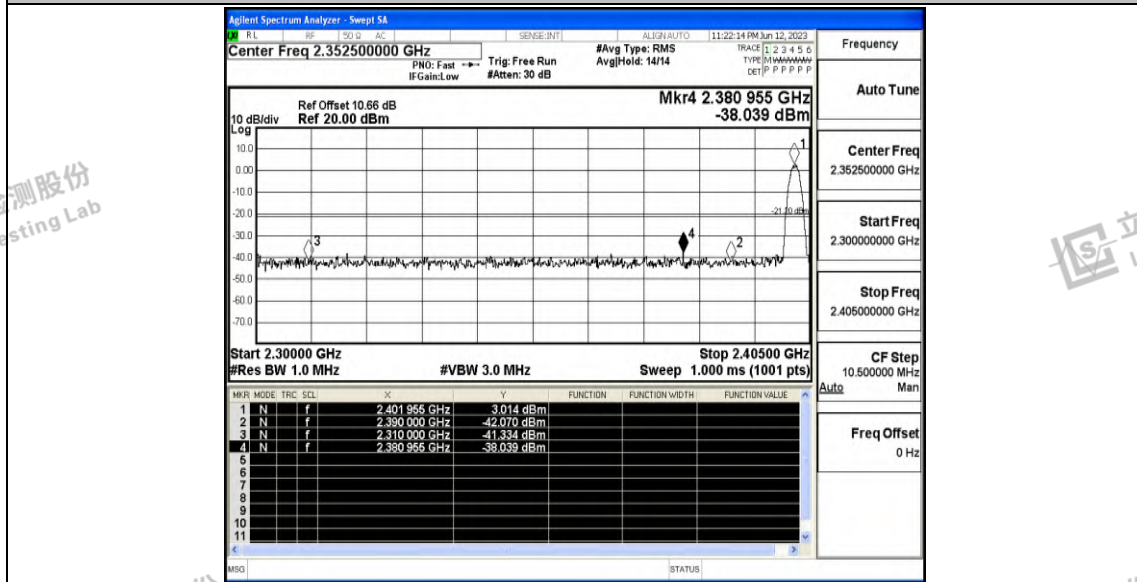 Agilent Spectrum Analyzer - Swept SA
RL RF 50 Ω AC SENSE:INT ALIGNAUTO 11:22:14 PM Jun 12, 2023
Center Freq 2.352500000 GHz
PNO: Fast
IFGain:Low
Trig: Free Run
#Atten: 30 dB
#Avg Type: RMS
Avg|Hold: 14/14
TRACE 1 2 3 4 5 6
TYPE M
DET P P P P P P
Frequency
Auto Tune
Center Freq
2.352500000 GHz
Start Freq
2.300000000 GHz
Stop Freq
2.405000000 GHz
CF Step
10.500000 MHz
Auto Man
Freq Offset
0 Hz
Mkr4 2.380 955 GHz
-38.039 dBm
Ref Offset 10.66 dB
10 dB/div Ref 20.00 dBm
Log
10.0
0.00
-10.0
-20.0
-30.0
-40.0
-50.0
-60.0
-70.0
1
2
3
4
Start 2.30000 GHz Stop 2.40500 GHz
#Res BW 1.0 MHz #VBW 3.0 MHz Sweep 1.000 ms (1001 pts)
MKR MODE TRC SCL X Y FUNCTION FUNCTION WIDTH FUNCTION VALUE
1 N f 2.401 955 GHz 3.014 dBm
2 N f 2.390 000 GHz -42.070 dBm
3 N f 2.310 000 GHz -41.334 dBm
4 N f 2.380 955 GHz -38.039 dBm
5
6
7
8
9
10
11
MSG STATUS
测股份
esting Lab
立